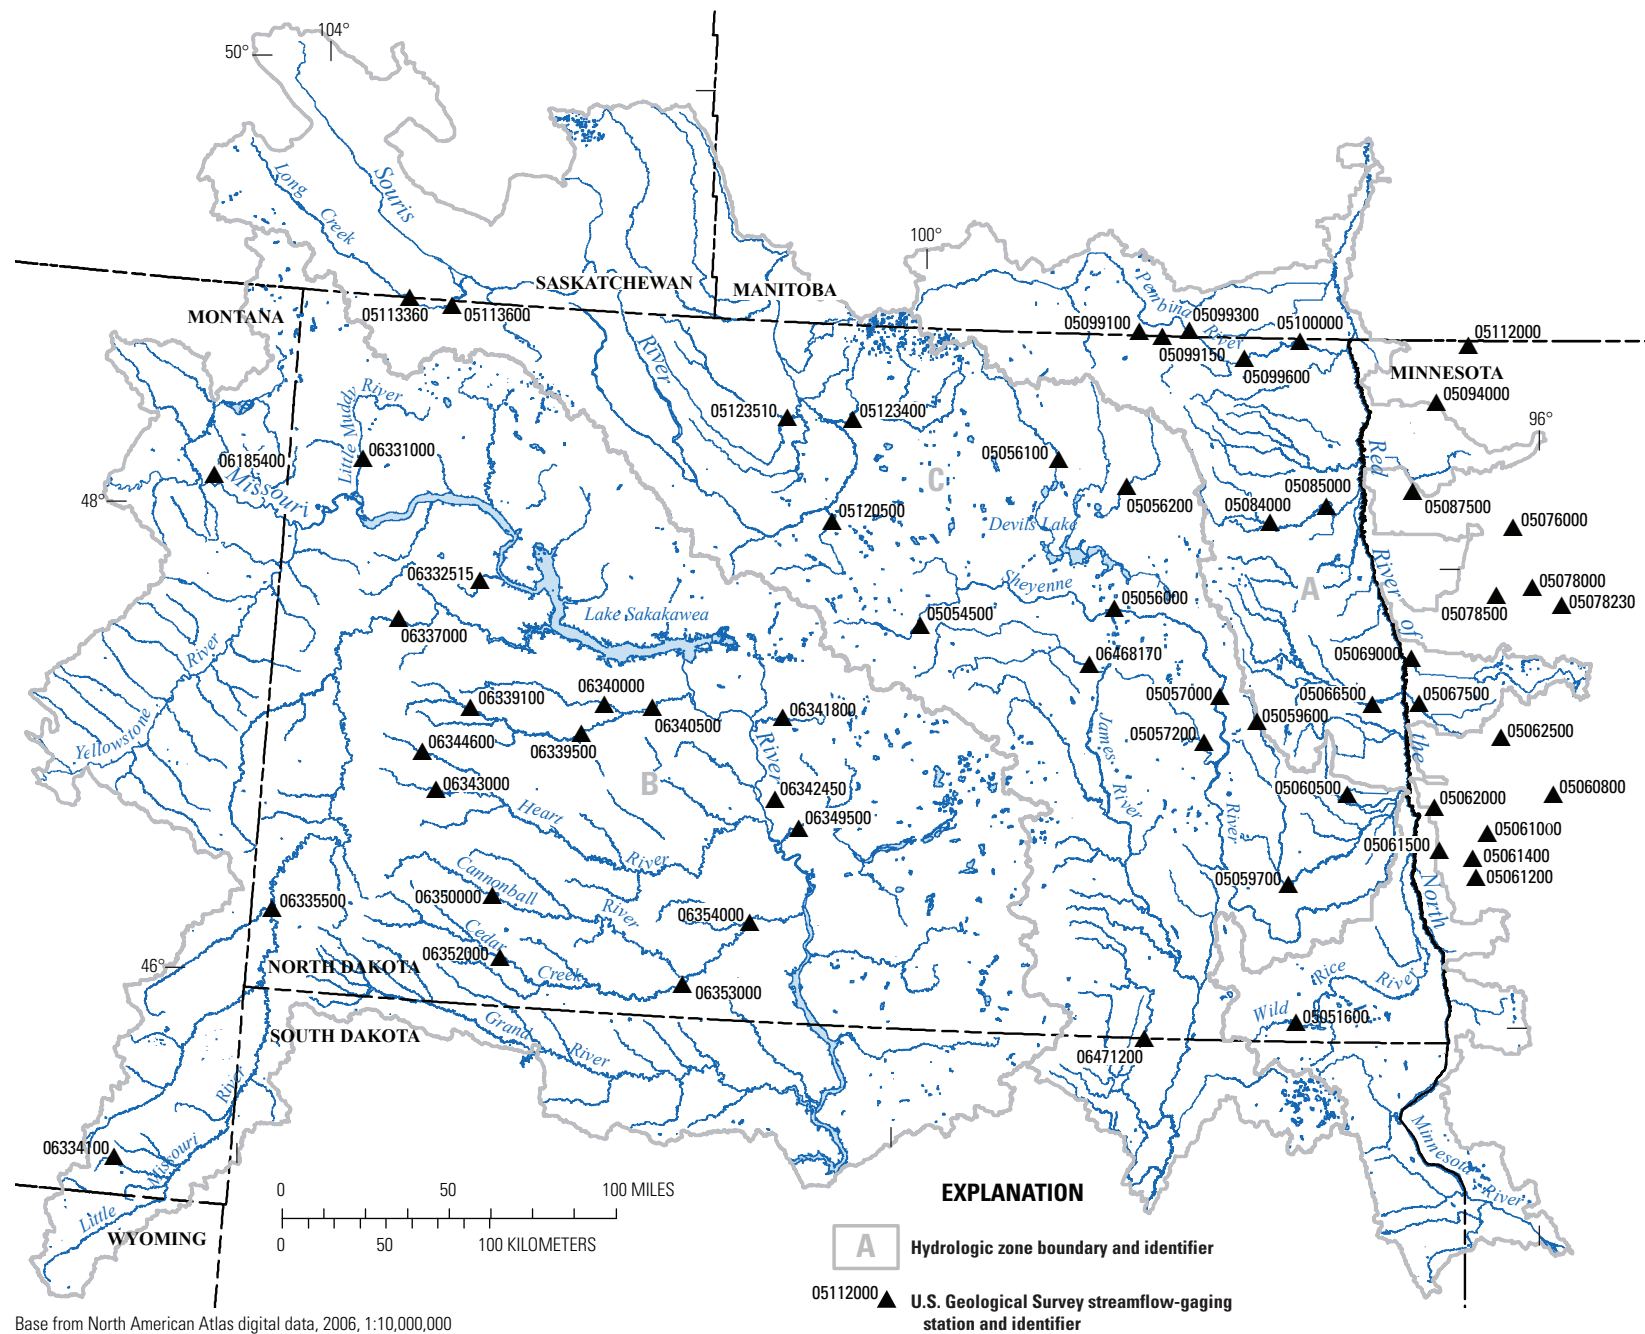 104°
50°
Long
Creek
Souris
100°
SASKATCHEWAN
MANITOBA
MONTANA
05113360
05113600
Pembina
River
05099100
05099300
05100000
05099150
05099600
05112000
MINNESOTA
05094000
96°
River
Little Muddy
River
05123510
05123400
06331000
06185400
Missouri
48°
05056100
C
05056200
05085000
05084000
Red
05087500
05076000
05120500
Devils Lake
06332515
Sheyenne
05056000
A
River
05078000
05078500
05078230
Lake Sakakawea
06337000
05054500
of
River
Yellowstone
06468170
05069000
06339100
06340000
06340500
06341800
05057000
05066500
05067500
06344600
06339500
River
James
05057200
05059600
the
05062500
B
06343000
Heart
River
06342450
06349500
River
River
05060500
05062000
05060800
05061000
05061500
05061400
05061200
Cannonball
River
06350000
06335500
05059700
North
06354000
Cedar
06352000
Creek
46°
NORTH DAKOTA
06353000
Rice
River
Wild
05051600
SOUTH DAKOTA
Grand
River
06471200
River
06334100
Missouri
Little
Minnesota
River
WYOMING
0 50 100 MILES
0 50 100 KILOMETERS
EXPLANATION
A
Hydrologic zone boundary and identifier
05112000
U.S. Geological Survey streamflow-gaging
station and identifier
Base from North American Atlas digital data, 2006, 1:10,000,000